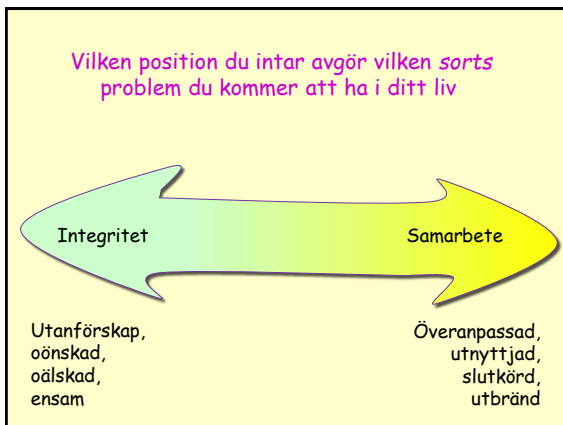 Vilken position du intar avgör vilken sorts
problem du kommer att ha i ditt liv
Integritet
Samarbete
Utanförskap,
oönskad,
oälskad,
ensam
Överanpassad,
utnyttjad,
slutkörd,
utbränd